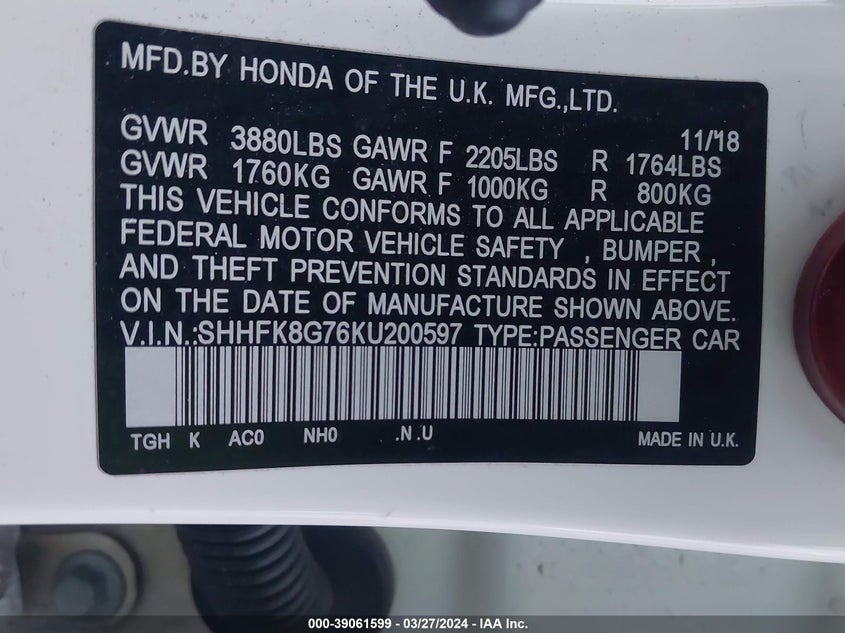 MFD.BY HONDA OF THE U.K. MFG.,LTD.
11/18
GVWR 3880LBS GAWR F 2205LBS R 1764LBS
GVWR 1760KG GAWR F 1000KG R 800KG
THIS VEHICLE CONFORMS TO ALL APPLICABLE
FEDERAL MOTOR VEHICLE SAFETY , BUMPER ,
AND THEFT PREVENTION STANDARDS IN EFFECT
ON THE DATE OF MANUFACTURE SHOWN ABOVE.
V.I.N.:SHHFK8G76KU200597 TYPE:PASSENGER CAR
TGH K AC0 NH0 .N .U MADE IN U.K.
000-39061599 - 03/27/2024 - IAA Inc.